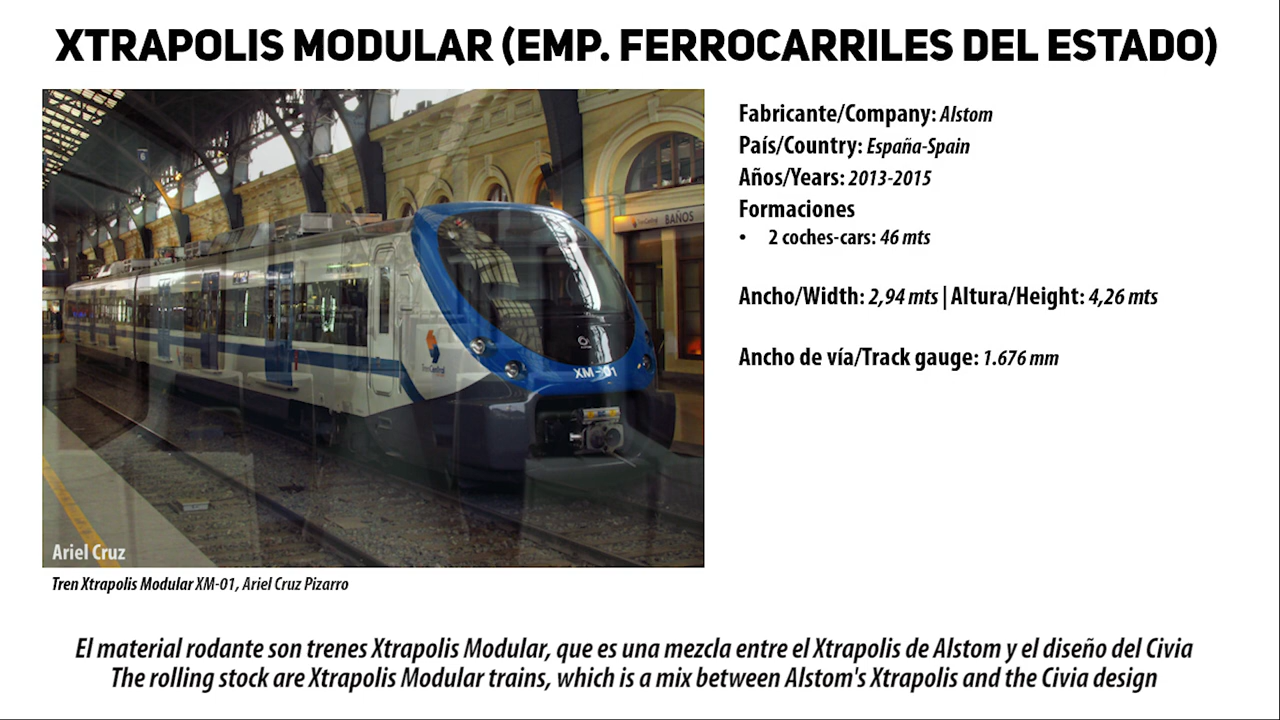 XTRAPOLIS MODULAR (EMP. FERROCARRILES DEL ESTADO)
Fabricante/Company: Alstom
País/Country: España-Spain
Años/Years: 2013-2015
Formaciones
• 2 coches-cars: 46 mts
Ancho/Width: 2,94 mts | Altura/Height: 4,26 mts
Ancho de vía/Track gauge: 1.676 mm
BAÑOS
TrenCentral
XM-01
Ariel Cruz
Tren Xtrapolis Modular XM-01, Ariel Cruz Pizarro
El material rodante son trenes Xtrapolis Modular, que es una mezcla entre el Xtrapolis de Alstom y el diseño del Civia
The rolling stock are Xtrapolis Modular trains, which is a mix between Alstom's Xtrapolis and the Civia design